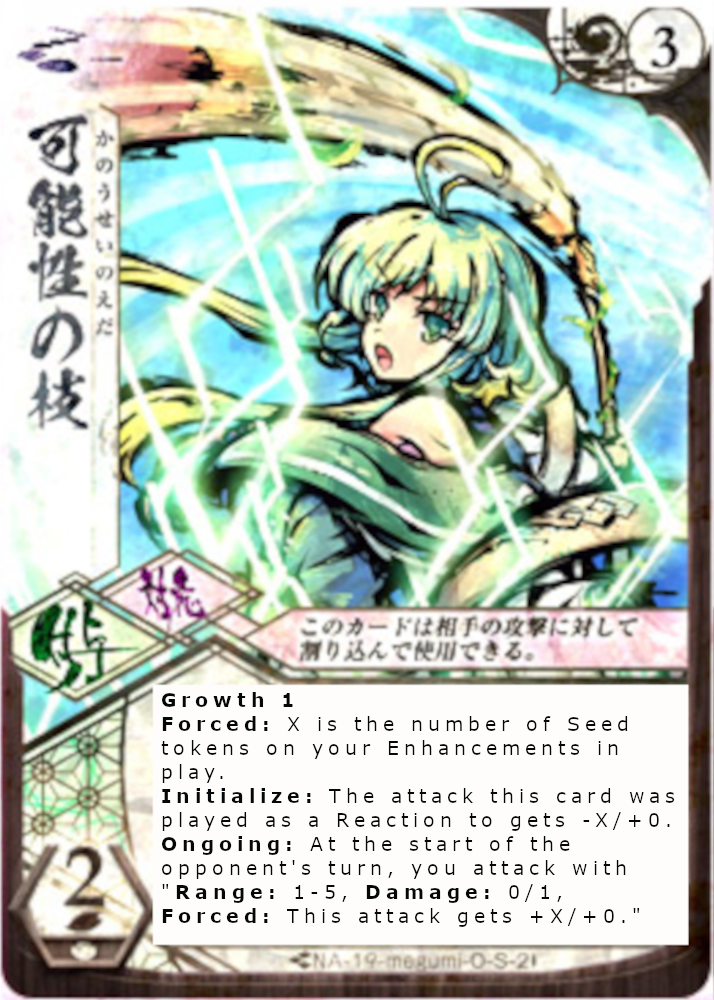 3
可能性の枝
かのうせいのえだ
対応
付与
このカードは相手の攻撃に対して
割り込んで使用できる。
Growth 1
Forced: X is the number of Seed
tokens on your Enhancements in
play.
Initialize: The attack this card was
played as a Reaction to gets -X/+0.
Ongoing: At the start of the
opponent's turn, you attack with
"Range: 1-5, Damage: 0/1,
Forced: This attack gets +X/+0."
2
NA-19-megumi-O-S-2